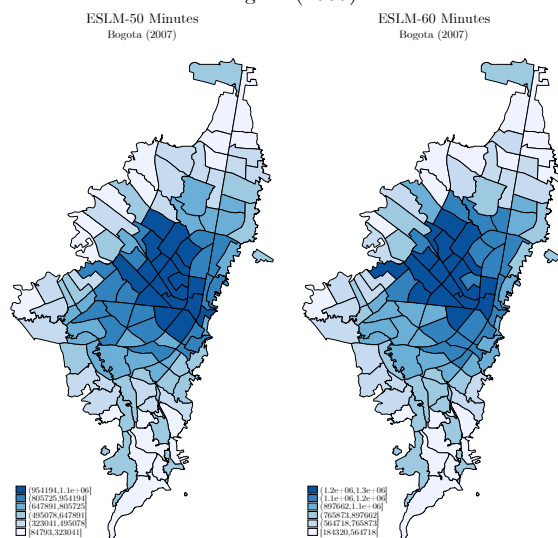 ESLM-50 Minutes
Bogota (2007)
(954194,1.1e+06]
(805725,954194]
(647891,805725]
(495078,647891]
(323041,495078]
[84793,323041]
ESLM-60 Minutes
Bogota (2007)
(1.2e+06,1.3e+06]
(1.1e+06,1.2e+06]
(897662,1.1e+06]
(765873,897662]
(564718,765873]
[184320,564718]